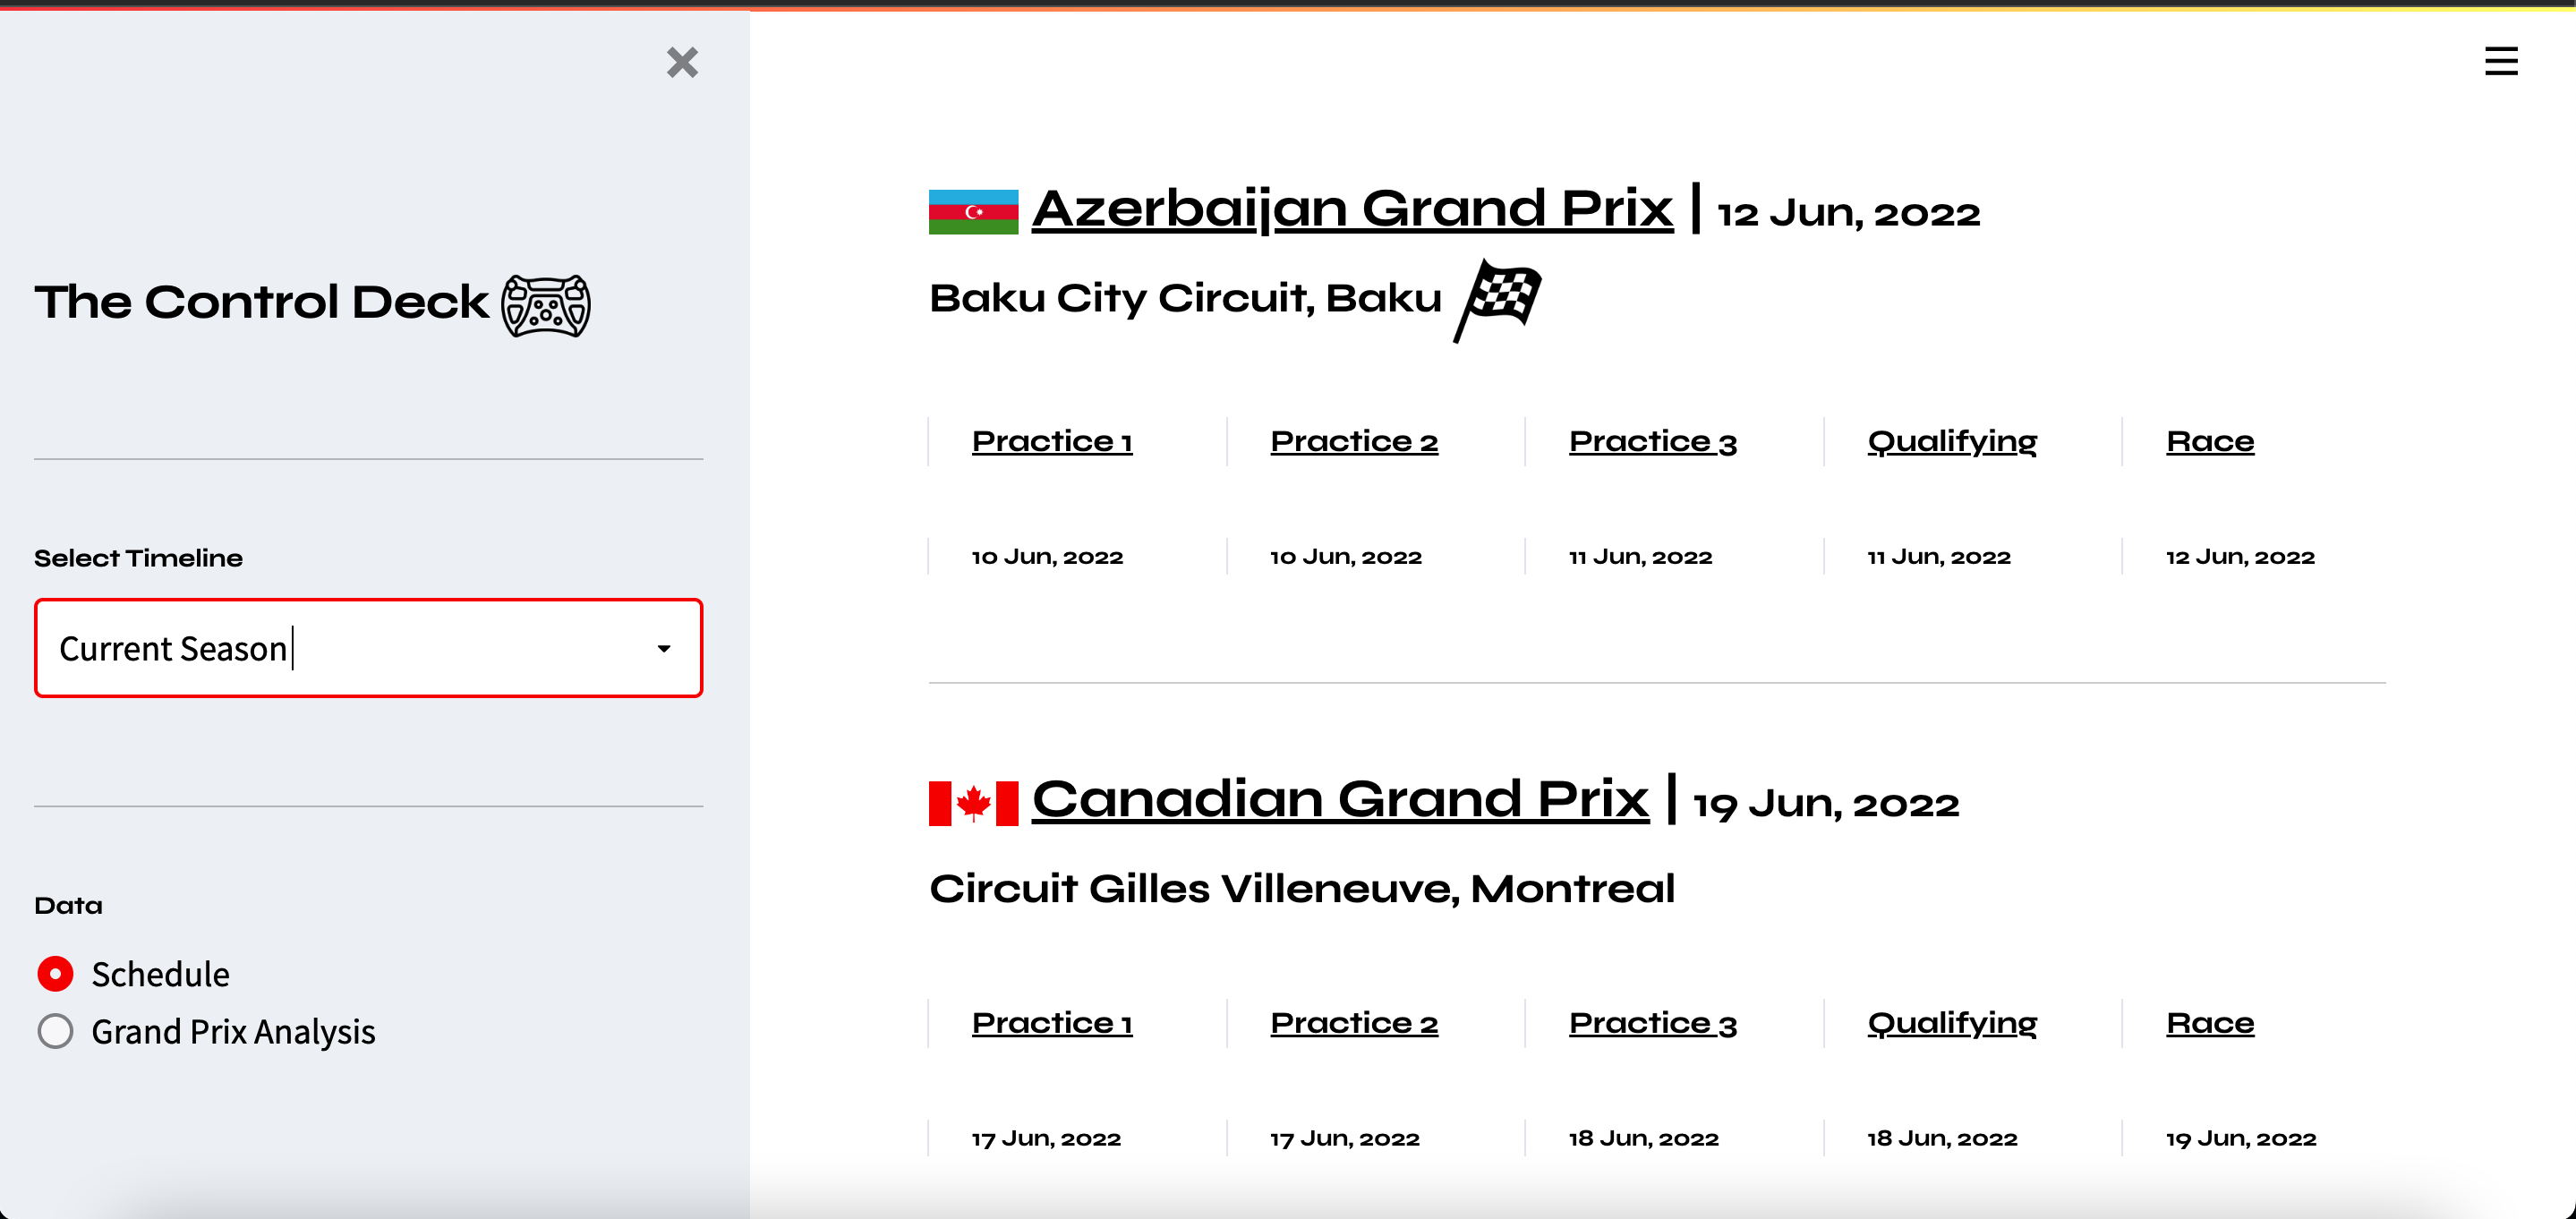 The Control Deck
Select Timeline
Current Season
Data
Schedule
Grand Prix Analysis
Azerbaijan Grand Prix | 12 Jun, 2022
Baku City Circuit, Baku
Practice 1 Practice 2 Practice 3 Qualifying Race
10 Jun, 2022 10 Jun, 2022 11 Jun, 2022 11 Jun, 2022 12 Jun, 2022
Canadian Grand Prix | 19 Jun, 2022
Circuit Gilles Villeneuve, Montreal
Practice 1 Practice 2 Practice 3 Qualifying Race
17 Jun, 2022 17 Jun, 2022 18 Jun, 2022 18 Jun, 2022 19 Jun, 2022